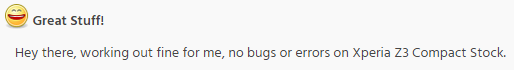 Great Stuff!
Hey there, working out fine for me, no bugs or errors on Xperia Z3 Compact Stock.